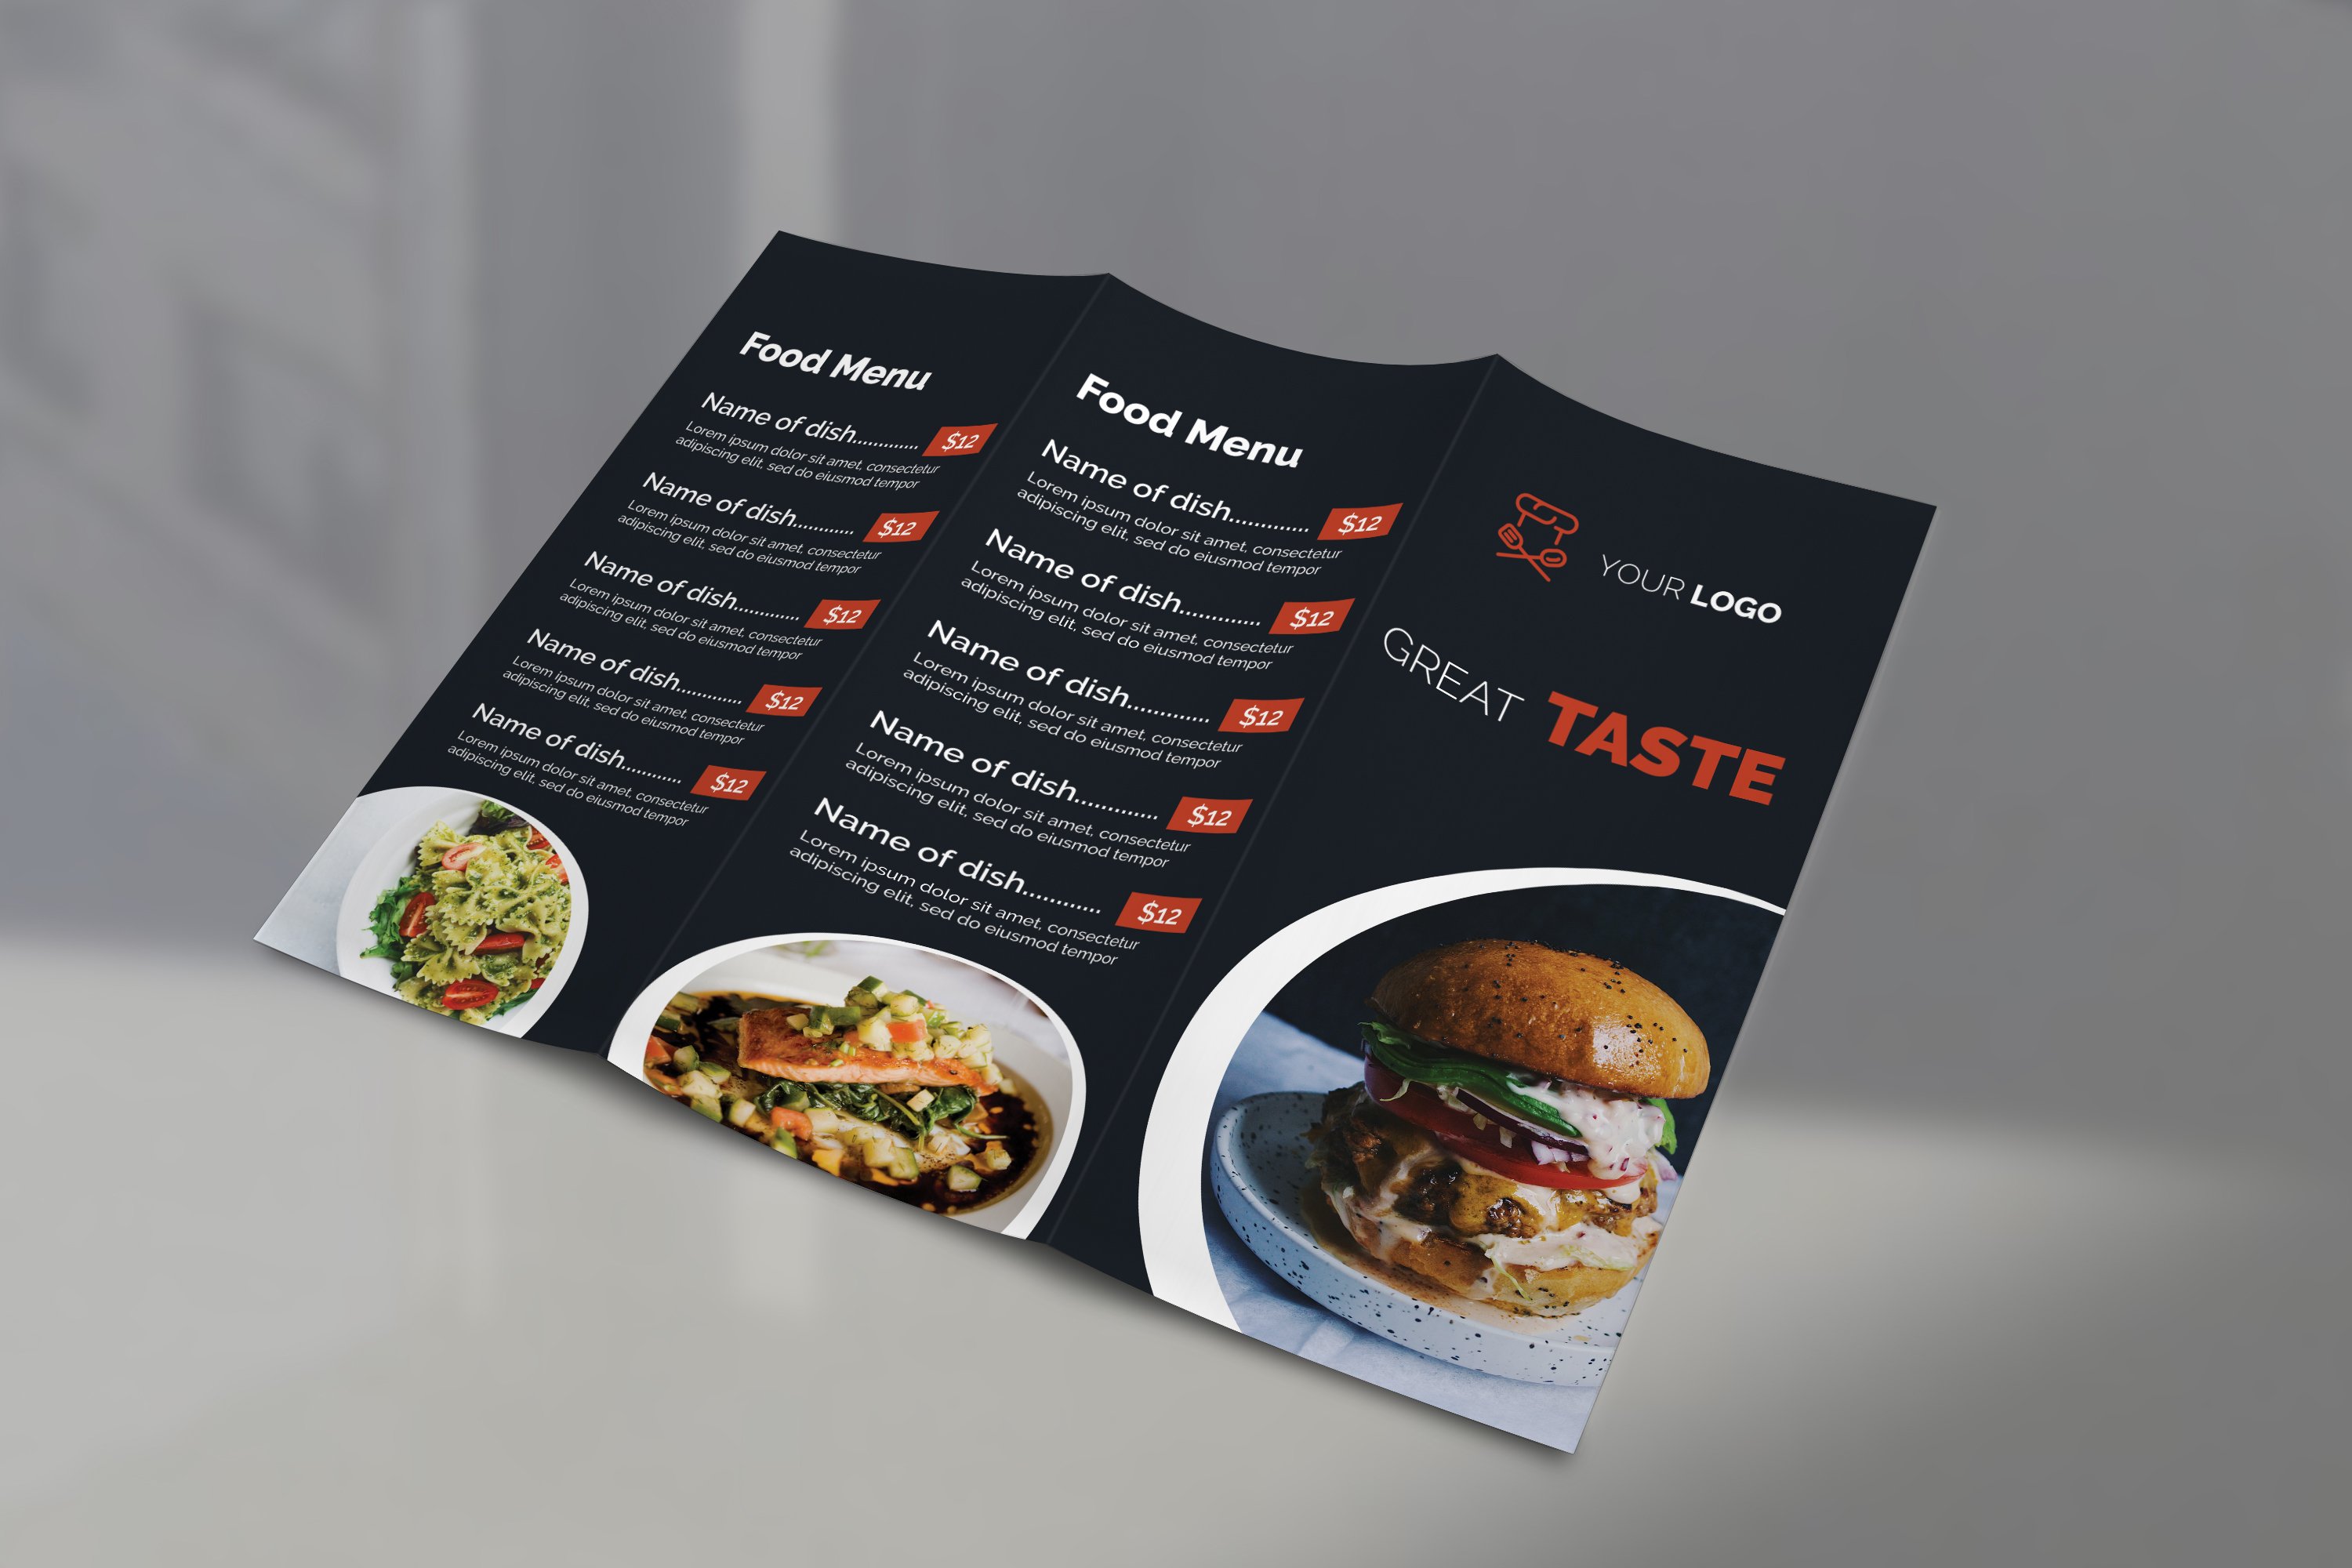 Food Menu
Name of dish............ $12
Lorem ipsum dolor sit amet, consectetur
adipiscing elit, sed do eiusmod tempor
Name of dish........... $12
Lorem ipsum dolor sit amet, consectetur
adipiscing elit, sed do eiusmod tempor
Name of dish............ $12
Lorem ipsum dolor sit amet, consectetur
adipiscing elit, sed do eiusmod tempor
Name of dish............ $12
Lorem ipsum dolor sit amet, consectetur
adipiscing elit, sed do eiusmod tempor
Name of dish........... $12
Lorem ipsum dolor sit amet, consectetur
adipiscing elit, sed do eiusmod tempor
Food Menu
Name of dish............. $12
Lorem ipsum dolor sit amet, consectetur
adipiscing elit, sed do eiusmod tempor
Name of dish............. $12
Lorem ipsum dolor sit amet, consectetur
adipiscing elit, sed do eiusmod tempor
Name of dish............. $12
Lorem ipsum dolor sit amet, consectetur
adipiscing elit, sed do eiusmod tempor
Name of dish............. $12
Lorem ipsum dolor sit amet, consectetur
adipiscing elit, sed do eiusmod tempor
Name of dish............ $12
Lorem ipsum dolor sit amet, consectetur
adipiscing elit, sed do eiusmod tempor
YOUR LOGO
GREAT TASTE